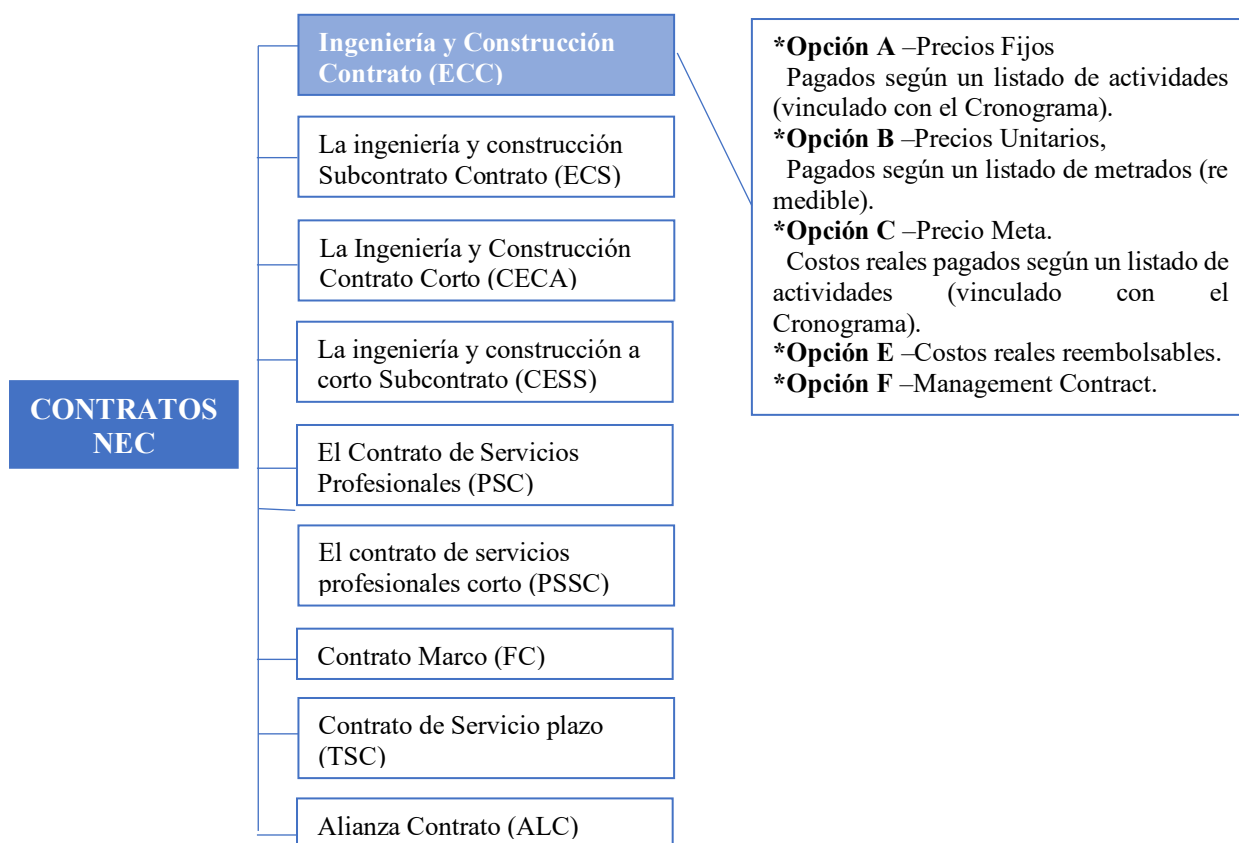 CONTRATOS
NEC
Ingeniería y Construcción
Contrato (ECC)
La ingeniería y construcción
Subcontrato Contrato (ECS)
La Ingeniería y Construcción
Contrato Corto (CECA)
La ingeniería y construcción a
corto Subcontrato (CESS)
El Contrato de Servicios
Profesionales (PSC)
El contrato de servicios
profesionales corto (PSSC)
Contrato Marco (FC)
Contrato de Servicio plazo
(TSC)
Alianza Contrato (ALC)
*Opción A –Precios Fijos
Pagados según un listado de actividades
(vinculado con el Cronograma).
*Opción B –Precios Unitarios,
Pagados según un listado de metrados (re
medible).
*Opción C –Precio Meta.
Costos reales pagados según un listado de
actividades (vinculado con el
Cronograma).
*Opción E –Costos reales reembolsables.
*Opción F –Management Contract.